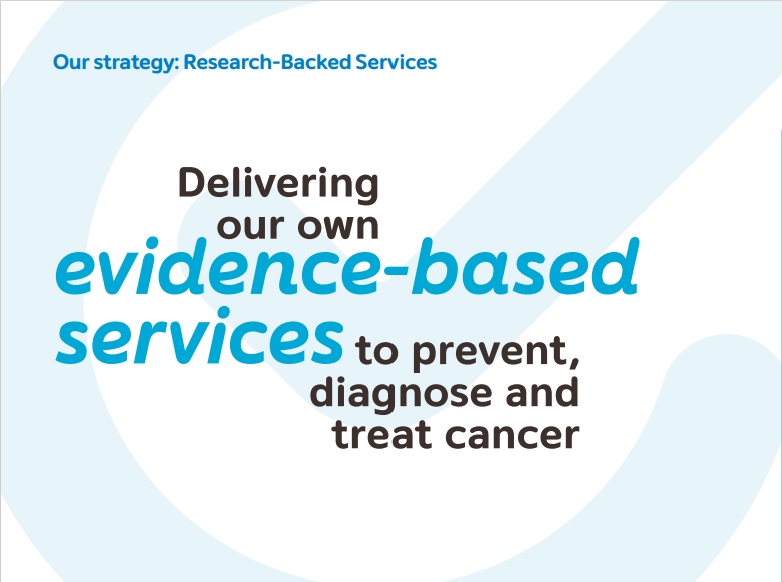 Our strategy: Research-Backed Services
Delivering
our own
evidence-based
services to prevent,
diagnose and
treat cancer